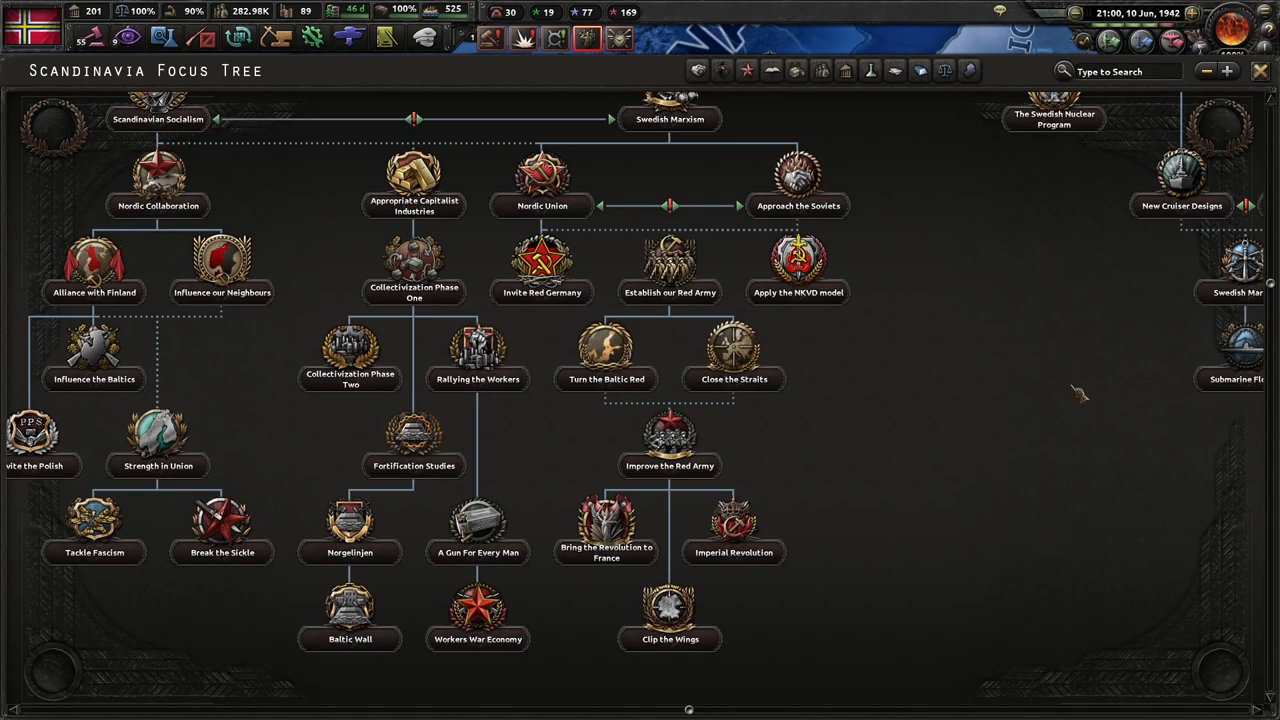 201
100%
90%
282.98K
89
46 d
100%
525
30
19
77
169
21:00, 10 Jun, 1942
55
9
SCANDINAVIA FOCUS TREE
Type to Search
Scandinavian Socialism
Swedish Marxism
The Swedish Nuclear
Program
Nordic Collaboration
Appropriate Capitalist
Industries
Nordic Union
Approach the Soviets
New Cruiser Designs
Alliance with Finland
Influence our Neighbours
Collectivization Phase
One
Invite Red Germany
Establish our Red Army
Apply the NKVD model
Swedish Mar
Influence the Baltics
Collectivization Phase
Two
Rallying the Workers
Turn the Baltic Red
Close the Straits
Submarine Flo
PPS
vite the Polish
Strength in Union
Fortification Studies
Improve the Red Army
Tackle Fascism
Break the Sickle
Norgelinjen
A Gun For Every Man
Bring the Revolution to
France
Imperial Revolution
Baltic Wall
Workers War Economy
Clip the Wings